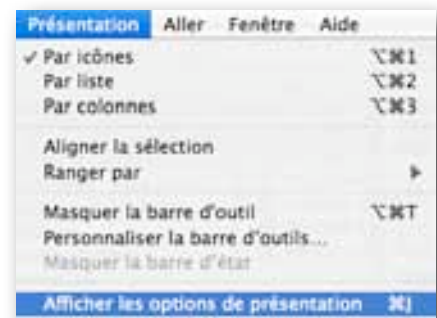 Présentation Aller Fenêtre Aide
✓ Par icônes ⌥⌘1
Par liste ⌥⌘2
Par colonnes ⌥⌘3
Aligner la sélection
Ranger par ▶
Masquer la barre d'outil ⌥⌘T
Personnaliser la barre d'outils...
Masquer la barre d'état
Afficher les options de présentation ⌘J